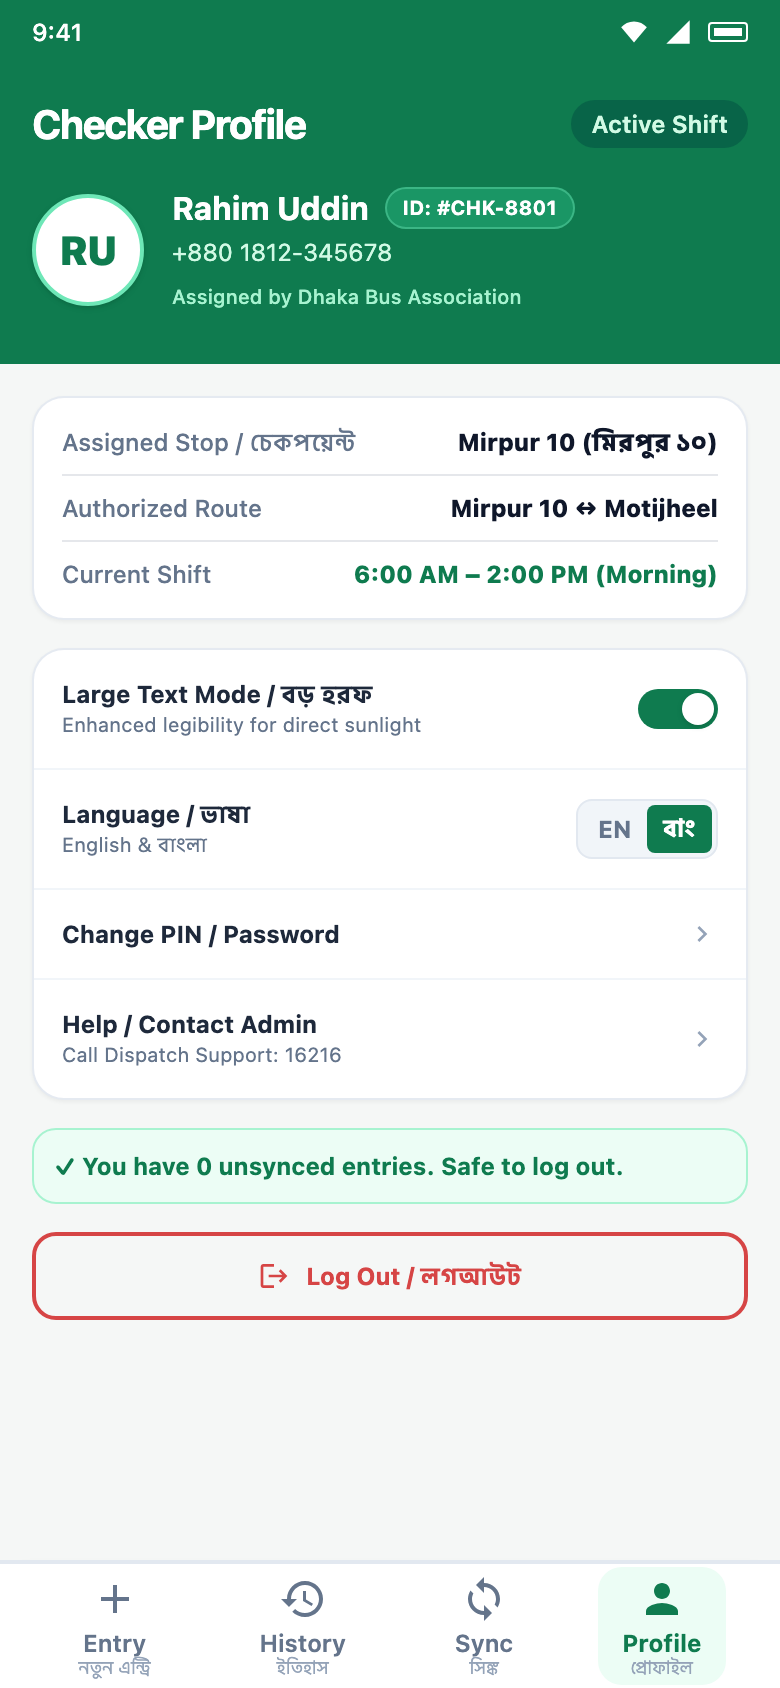 9:41
Checker Profile
Active Shift
RU
Rahim Uddin
ID: #CHK-8801
+880 1812-345678
Assigned by Dhaka Bus Association
Assigned Stop / চেকপয়েন্ট
Mirpur 10 (মিরপুর ১০)
Authorized Route
Mirpur 10 ↔ Motijheel
Current Shift
6:00 AM – 2:00 PM (Morning)
Large Text Mode / বড় হরফ
Enhanced legibility for direct sunlight
Language / ভাষা
English & বাংলা
EN
বাং
Change PIN / Password
Help / Contact Admin
Call Dispatch Support: 16216
✓ You have 0 unsynced entries. Safe to log out.
Log Out / লগআউট
Entry
নতুন এন্ট্রি
History
ইতিহাস
Sync
সিঙ্ক
Profile
প্রোফাইল